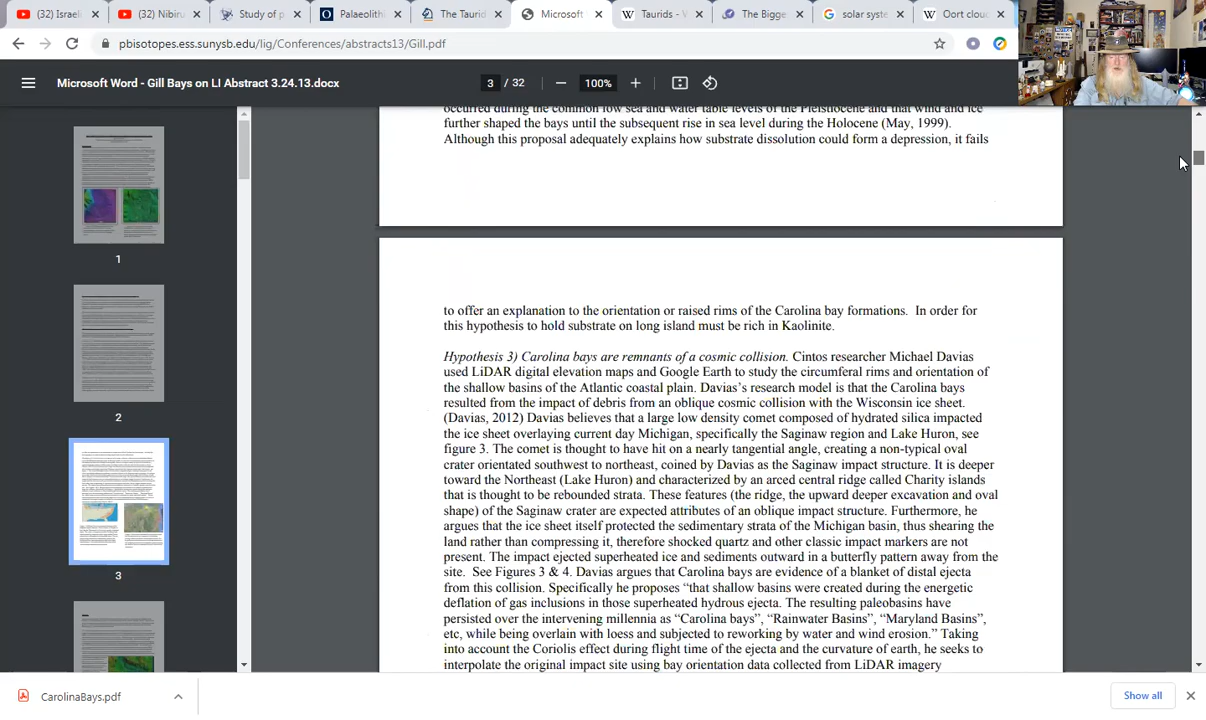 (32) Israeli
(32) Nibiru
Study of p
Palaeolith
The Taurid
Microsoft
Taurids - W
The Bigge
solar syste
Oort clou
pbisotopes.ess.sunysb.edu/lig/Conferences/abstracts13/Gill.pdf
Microsoft Word - Gill Bays on LI Abstract 3.24.13.docx
3 / 32
100%
1
2
3
occurred during the common low sea and water table levels of the Pleistocene and that wind and ice
further shaped the bays until the subsequent rise in sea level during the Holocene (May, 1999).
Although this proposal adequately explains how substrate dissolution could form a depression, it fails
to offer an explanation to the orientation or raised rims of the Carolina bay formations. In order for
this hypothesis to hold substrate on long island must be rich in Kaolinite.
Hypothesis 3) Carolina bays are remnants of a cosmic collision. Cintos researcher Michael Davias
used LiDAR digital elevation maps and Google Earth to study the circumferal rims and orientation of
the shallow basins of the Atlantic coastal plain. Davias's research model is that the Carolina bays
resulted from the impact of debris from an oblique cosmic collision with the Wisconsin ice sheet.
(Davias, 2012) Davias believes that a large low density comet composed of hydrated silica impacted
the ice sheet overlaying current day Michigan, specifically the Saginaw region and Lake Huron, see
figure 3. The comet is thought to have hit on a nearly tangential angle, creating a non-typical oval
crater oriented southwest to northeast, coined by Davias as the Saginaw impact structure. It is deeper
toward the Northeast (Lake Huron) and characterized by an arced central ridge called Charity islands
that is thought to be rebounded strata. These features (the ridge, the upward deeper excavation and oval
shape) of the Saginaw crater are expected attributes of an oblique impact structure. Furthermore, he
argues that the ice sheet itself protected the sedimentary strata of the Michigan basin, thus shearing the
land rather than compressing it, therefore shocked quartz and other classic impact markers are not
present. The impact ejected superheated ice and sediments outward in a butterfly pattern away from the
site. See Figures 3 & 4. Davias argues that Carolina bays are evidence of a blanket of distal ejecta
from this collision. Specifically he proposes “that shallow basins were created during the energetic
deflation of gas inclusions in those superheated hydrous ejecta. The resulting paleobasins have
persisted over the intervening millennia as “Carolina bays”, “Rainwater Basins”, “Maryland Basins”,
etc, while being overlain with loess and subjected to reworking by water and wind erosion.” Taking
into account the Coriolis effect during flight time of the ejecta and the curvature of earth, he seeks to
interpolate the original impact site using bay orientation data collected from LiDAR imagery
CarolinaBays.pdf
Show all